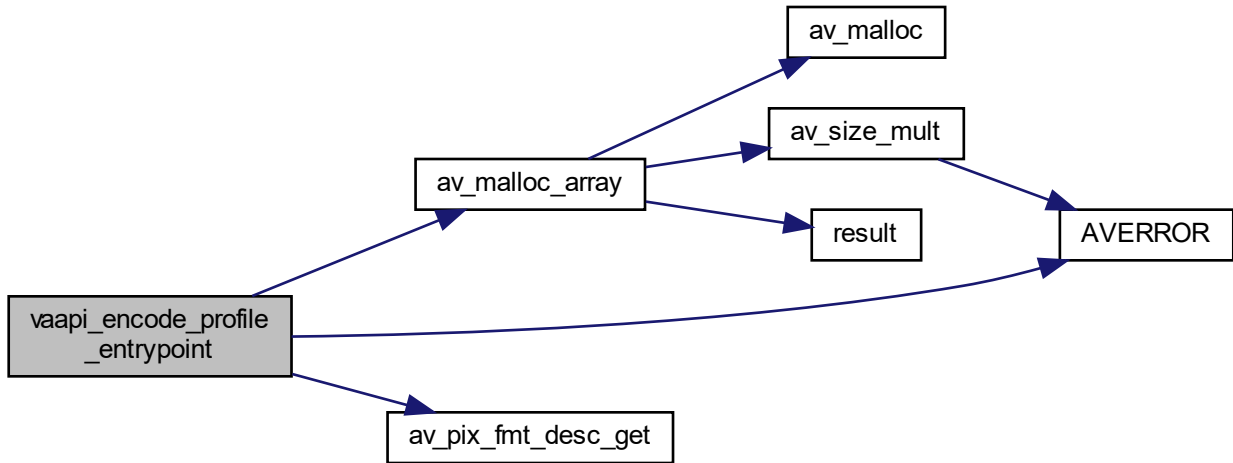 av_malloc
av_size_mult
av_malloc_array
result
AVERROR
vaapi_encode_profile
_entrypoint
av_pix_fmt_desc_get